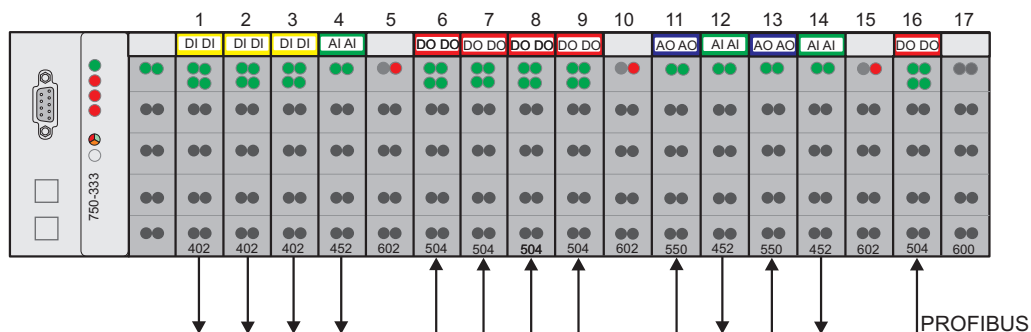 1 2 3 4 5 6 7 8 9 10 11 12 13 14 15 16 17
DI DI DI DI DI DI AI AI DO DO DO DO DO DO DO DO AO AO AI AI AO AO AI AI DO DO
750-333
402 402 402 452 602 504 504 504 504 602 550 452 550 452 602 504 600
PROFIBUS